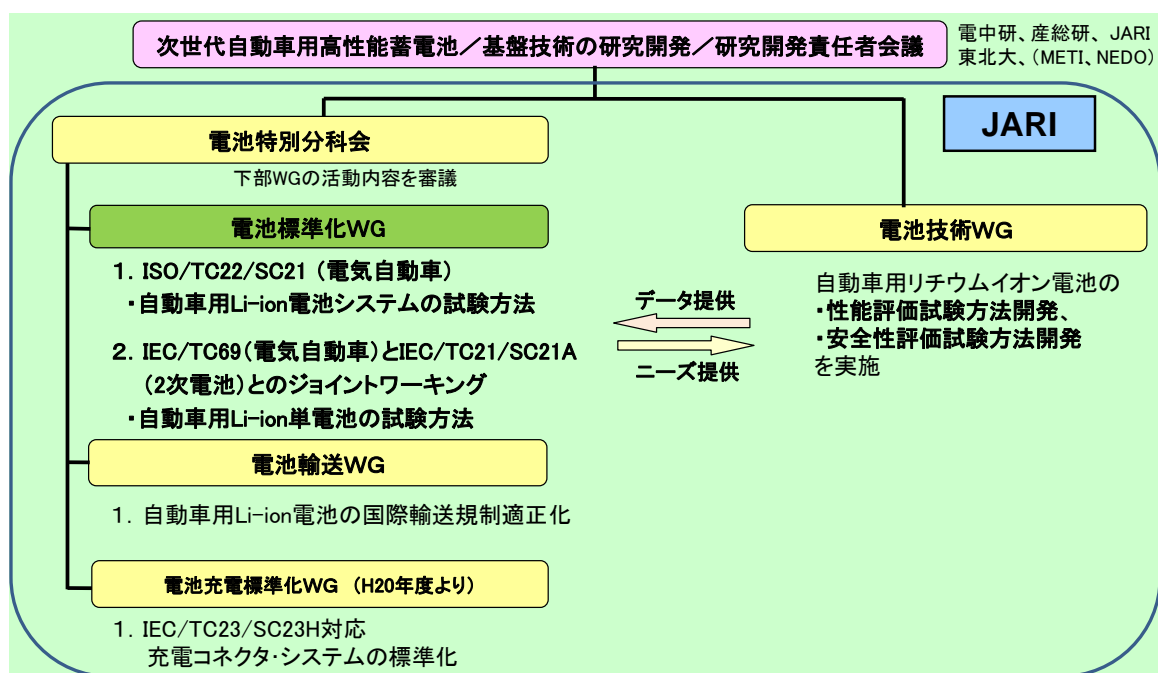 次世代自動車用高性能蓄電池／基盤技術の研究開発／研究開発責任者会議
電中研、産総研、JARI
東北大、(METI、NEDO)
JARI
電池特別分科会
下部WGの活動内容を審議
電池標準化WG
1．ISO/TC22/SC21 (電気自動車)
・自動車用Li-ion電池システムの試験方法
2．IEC/TC69(電気自動車)とIEC/TC21/SC21A
(2次電池)とのジョイントワーキング
・自動車用Li-ion単電池の試験方法
電池輸送WG
1．自動車用Li-ion電池の国際輸送規制適正化
電池充電標準化WG (H20年度より)
1．IEC/TC23/SC23H対応
充電コネクタ・システムの標準化
データ提供
ニーズ提供
電池技術WG
自動車用リチウムイオン電池の
・性能評価試験方法開発、
・安全性評価試験方法開発
を実施